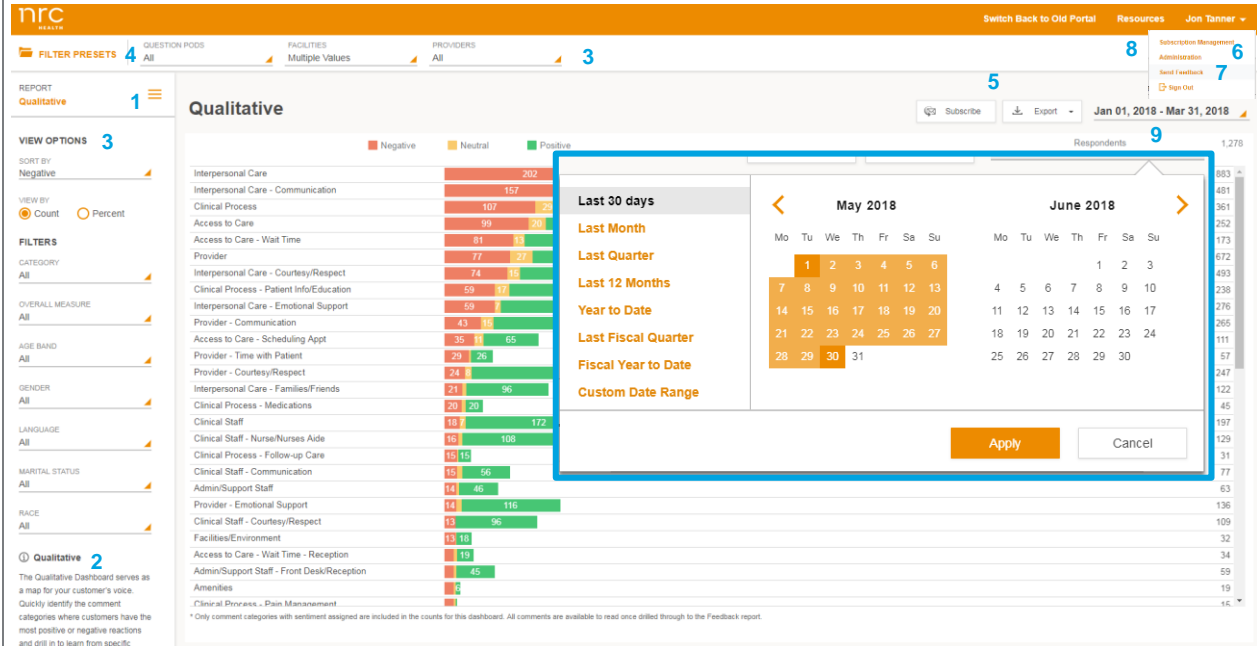 nrc
HEALTH
Switch Back to Old Portal Resources Jon Tanner
FILTER PRESETS 4
QUESTION PODS
All
FACILITIES
Multiple Values
PROVIDERS
All
3
8
Subscription Management
6
Administration
Send Feedback
7
Sign Out
REPORT
Qualitative
1
Qualitative
5
Subscribe
Export
Jan 01, 2018 - Mar 31, 2018
9
VIEW OPTIONS 3
SORT BY
Negative
VIEW BY
Count Percent
FILTERS
CATEGORY
All
OVERALL MEASURE
All
AGE BAND
All
GENDER
All
LANGUAGE
All
MARITAL STATUS
All
RACE
All
Qualitative 2
The Qualitative Dashboard serves as
a map for your customer's voice.
Quickly identify the comment
categories where customers have the
most positive or negative reactions
and drill in to learn from specific
Negative Neutral Positive Respondents 1,278
Interpersonal Care 202 883
Interpersonal Care - Communication 157 481
Clinical Process 107 29 361
Access to Care 99 20 252
Access to Care - Wait Time 81 13 173
Provider 77 27 672
Interpersonal Care - Courtesy/Respect 74 15 493
Clinical Process - Patient Info/Education 59 17 238
Interpersonal Care - Emotional Support 59 276
Provider - Communication 43 15 265
Access to Care - Scheduling Appt 35 11 65 111
Provider - Time with Patient 29 26 57
Provider - Courtesy/Respect 24 247
Interpersonal Care - Families/Friends 21 96 122
Clinical Process - Medications 20 20 45
Clinical Staff 18 7 172 197
Clinical Staff - Nurse/Nurses Aide 16 108 129
Clinical Process - Follow-up Care 15 15 31
Clinical Staff - Communication 15 56 77
Admin/Support Staff 14 46 63
Provider - Emotional Support 14 116 136
Clinical Staff - Courtesy/Respect 13 96 109
Facilities/Environment 13 18 32
Access to Care - Wait Time - Reception 19 34
Admin/Support Staff - Front Desk/Reception 45 59
Amenities 6 19
Clinical Process - Pain Management 15
* Only comment categories with sentiment assigned are included in the counts for this dashboard. All comments are available to read once drilled through to the Feedback report.
Last 30 days
Last Month
Last Quarter
Last 12 Months
Year to Date
Last Fiscal Quarter
Fiscal Year to Date
Custom Date Range
May 2018
Mo Tu We Th Fr Sa Su
1 2 3 4 5 6
7 8 9 10 11 12 13
14 15 16 17 18 19 20
21 22 23 24 25 26 27
28 29 30 31
June 2018
Mo Tu We Th Fr Sa Su
1 2 3
4 5 6 7 8 9 10
11 12 13 14 15 16 17
18 19 20 21 22 23 24
25 26 27 28 29 30
Apply
Cancel